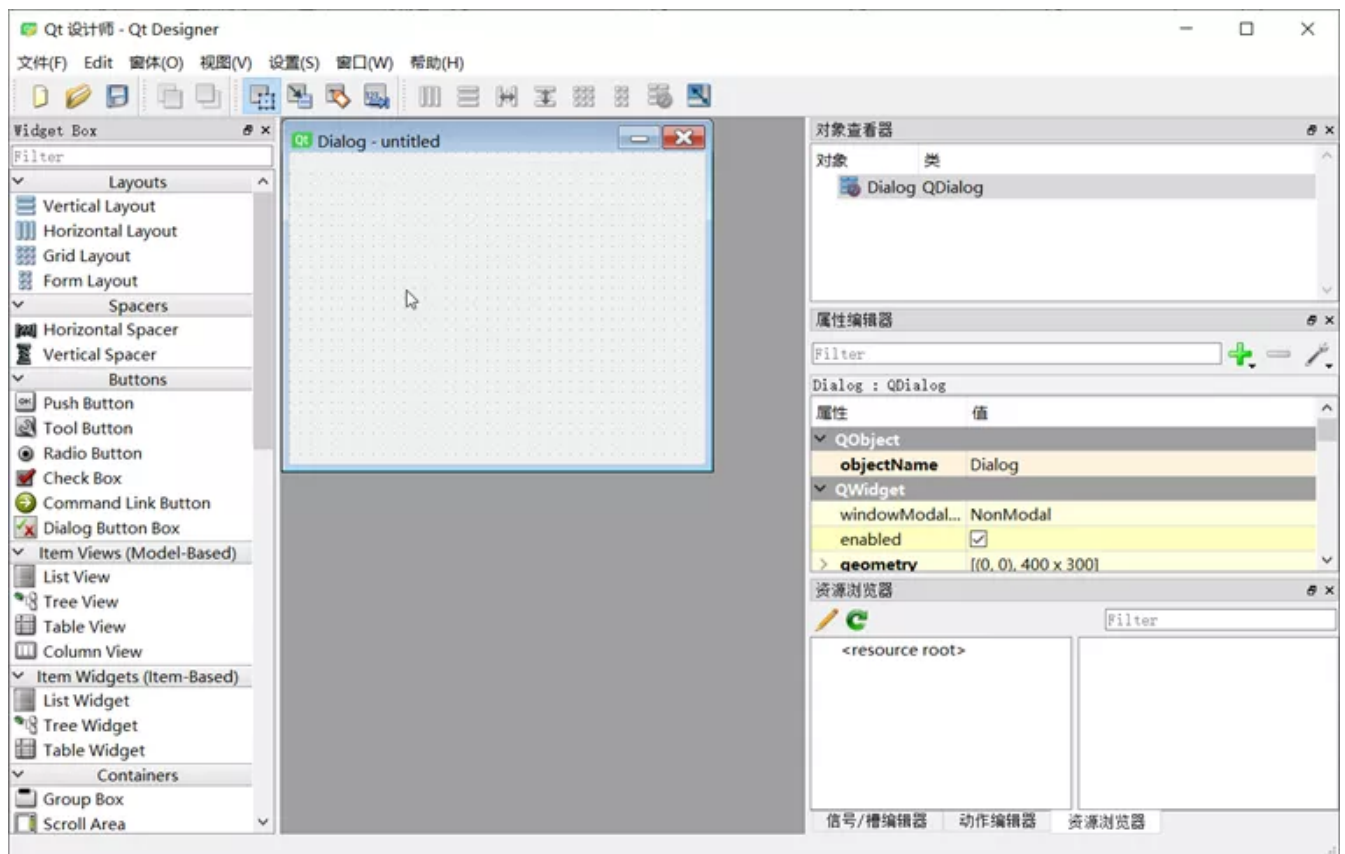 Qt 设计师 - Qt Designer
文件(F) Edit 窗体(O) 视图(V) 设置(S) 窗口(W) 帮助(H)
Widget Box
Filter
Layouts
Vertical Layout
Horizontal Layout
Grid Layout
Form Layout
Spacers
Horizontal Spacer
Vertical Spacer
Buttons
Push Button
Tool Button
Radio Button
Check Box
Command Link Button
Dialog Button Box
Item Views (Model-Based)
List View
Tree View
Table View
Column View
Item Widgets (Item-Based)
List Widget
Tree Widget
Table Widget
Containers
Group Box
Scroll Area
Dialog - untitled
对象查看器
对象 类
Dialog QDialog
属性编辑器
Filter
Dialog : QDialog
属性 值
QObject
objectName Dialog
QWidget
windowModal... NonModal
enabled
geometry [(0, 0), 400 x 300]
资源浏览器
Filter
<resource root>
信号/槽编辑器 动作编辑器 资源浏览器